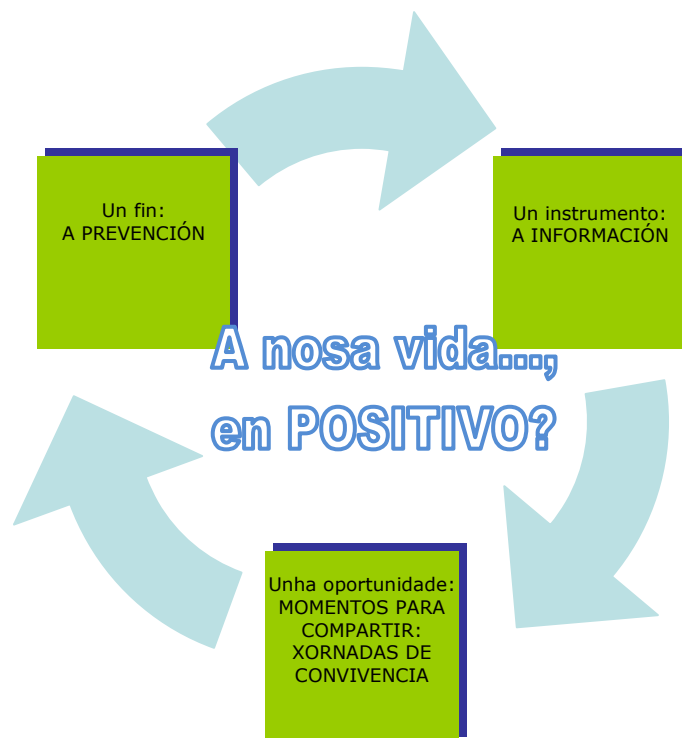 Un fin:
A PREVENCIÓN
Un instrumento:
A INFORMACIÓN
A nosa vida...,
en POSITIVO?
Unha oportunidade:
MOMENTOS PARA
COMPARTIR:
XORNADAS DE
CONVIVENCIA